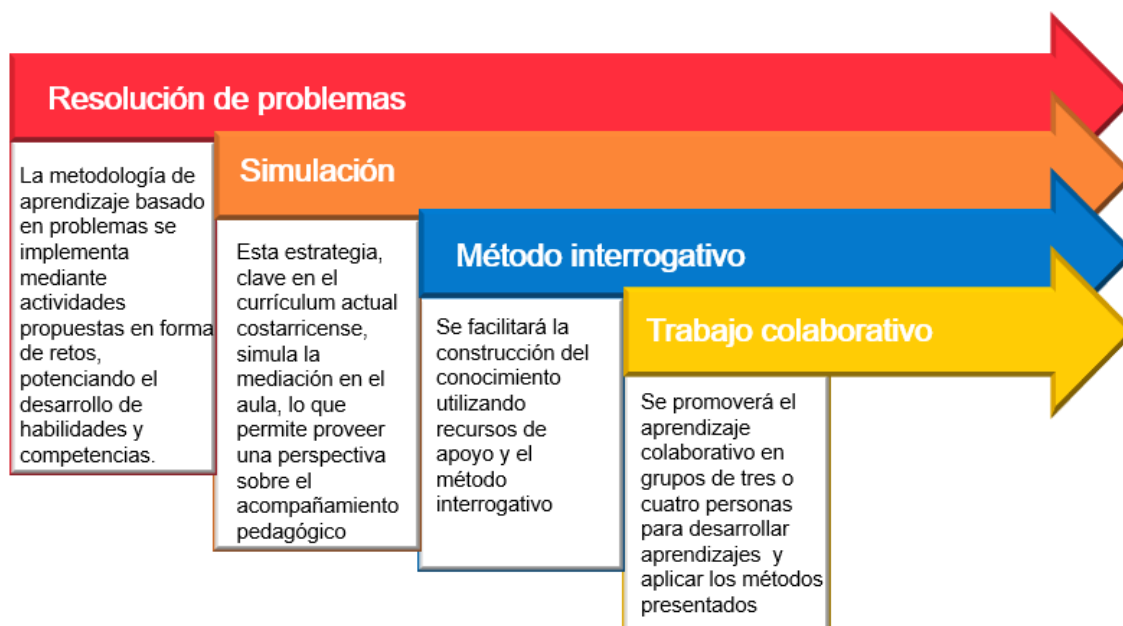 Resolución de problemas
La metodología de
aprendizaje basado
en problemas se
implementa
mediante
actividades
propuestas en forma
de retos,
potenciando el
desarrollo de
habilidades y
competencias.
Simulación
Esta estrategia,
clave en el
currículum actual
costarricense,
simula la
mediación en el
aula, lo que
permite proveer
una perspectiva
sobre el
acompañamiento
pedagógico
Método interrogativo
Se facilitará la
construcción del
conocimiento
utilizando
recursos de
apoyo y el
método
interrogativo
Trabajo colaborativo
Se promoverá el
aprendizaje
colaborativo en
grupos de tres o
cuatro personas
para desarrollar
aprendizajes y
aplicar los métodos
presentados